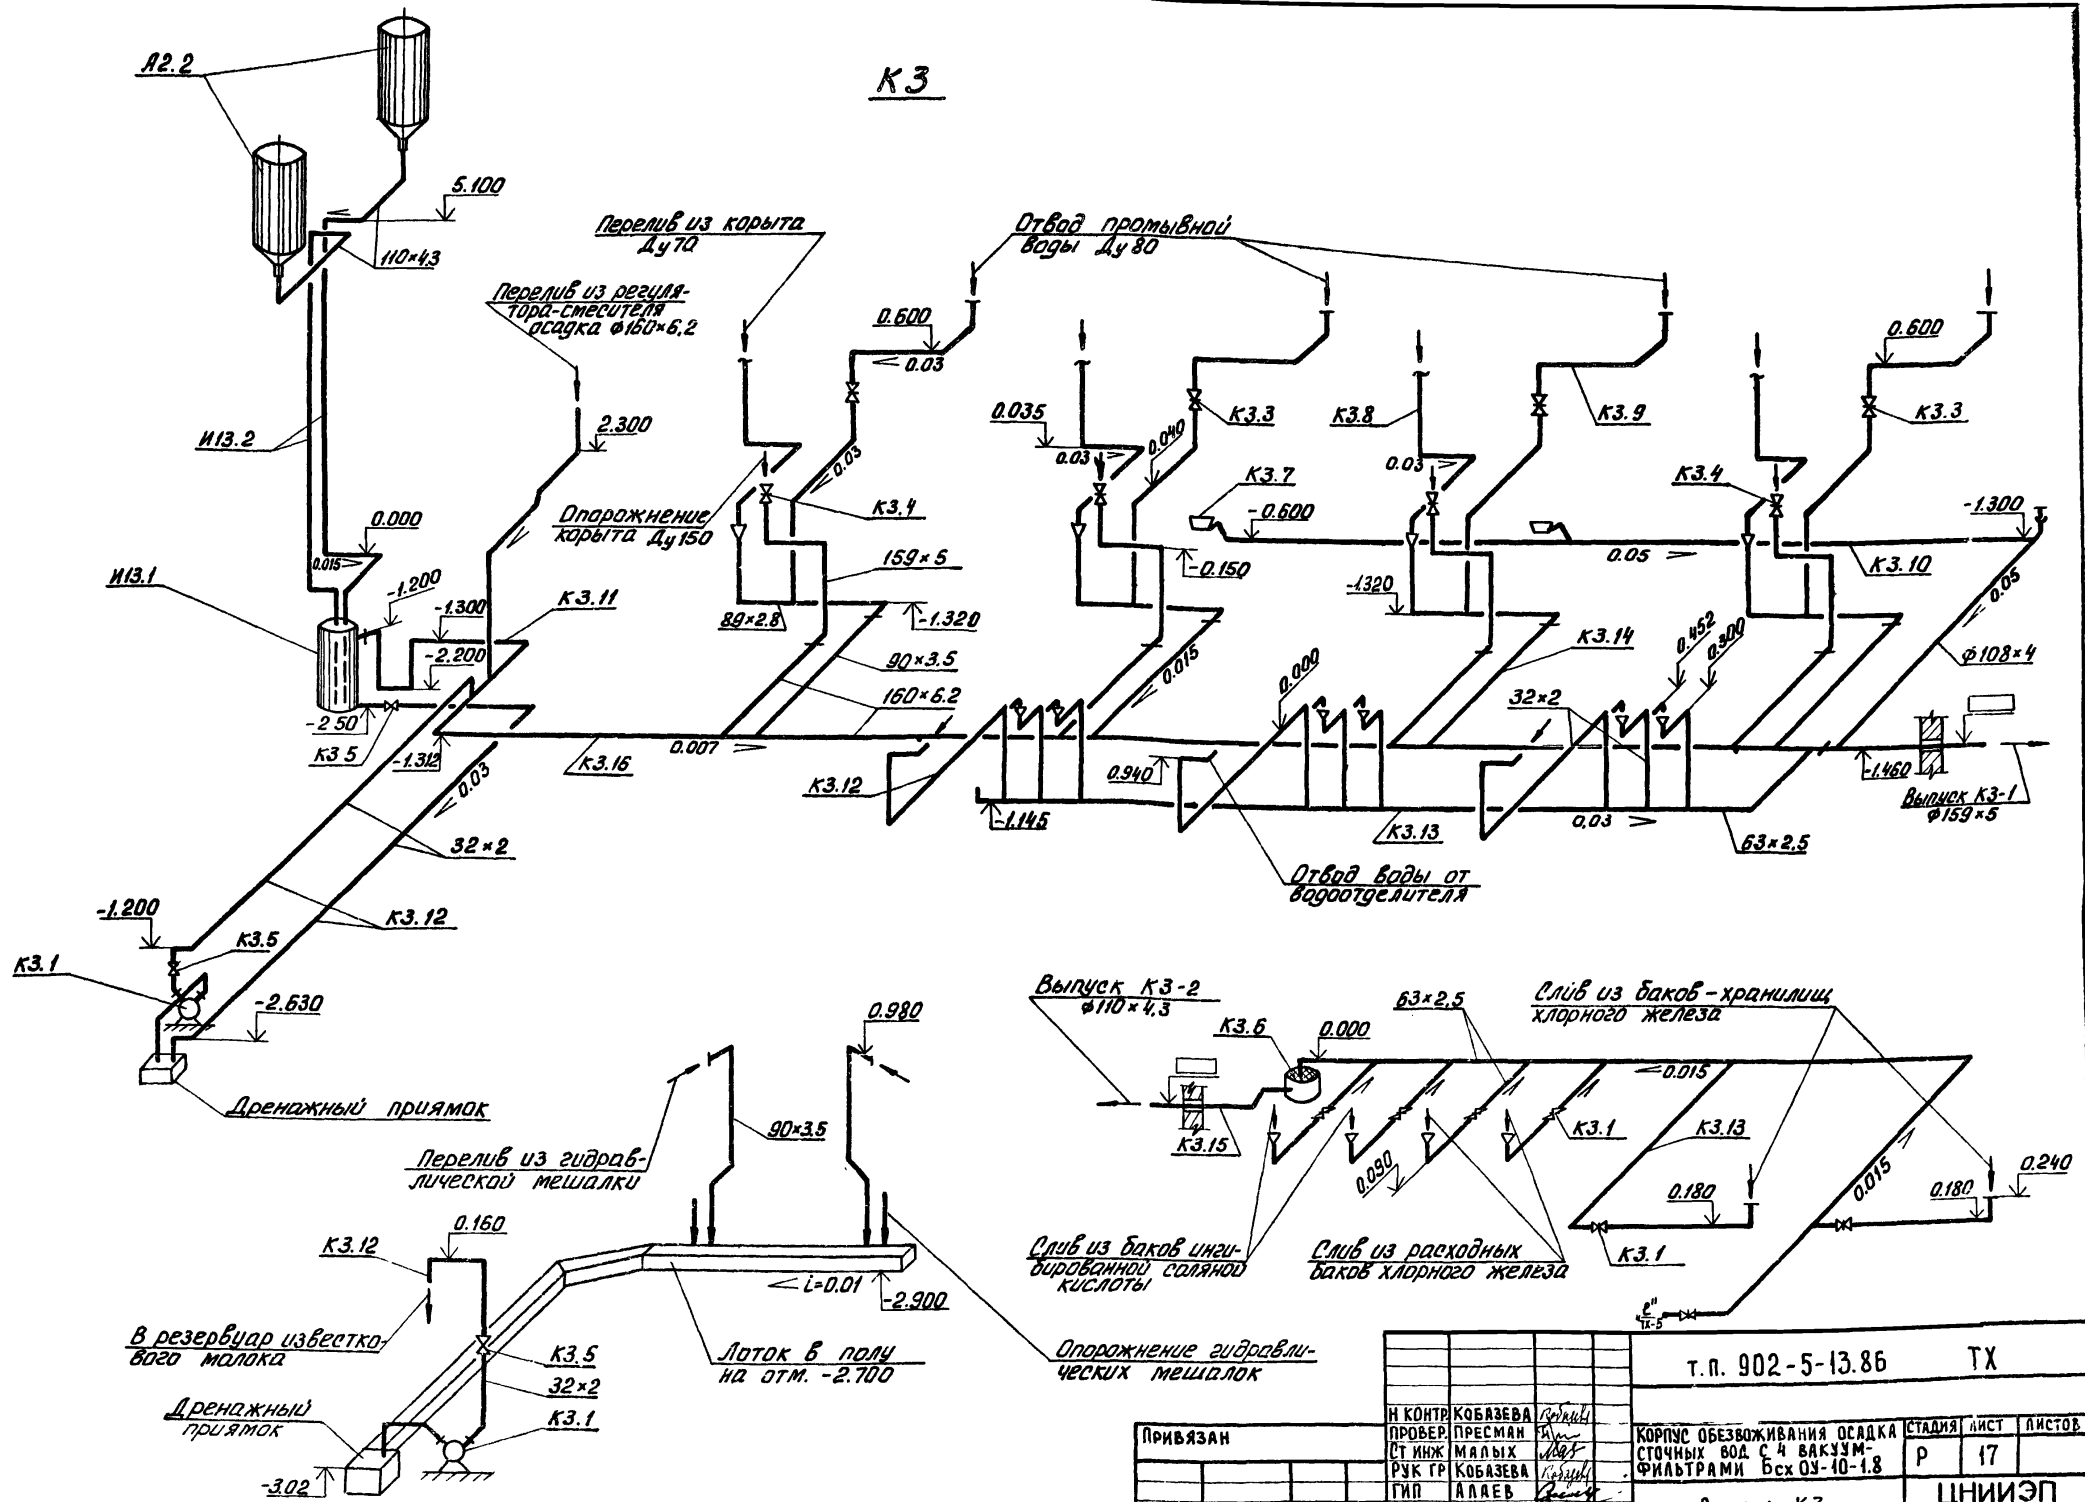 К3
А2.2
5.100
110×4.3
Перелив из корыта
Ду 70
Отвод промывной
воды Ду 80
Перелив из регуля-
тора-смесителя
осадка ф160×6,2
0.600
0.03
0.600
И13.2
2.300
0.035
0.03
0.040
К3.3
К3.8
К3.9
К3.3
0.03
0.03
К3.7
К3.4
0.000
0.015
Опорожнение
корыта Ду 150
К3.4
-0.600
-1.300
И13.1
-1.200
-1.300
К3.11
159×5
-0.150
0.05
К3.10
-2.200
89×2.8
-1.320
-1.320
0.05
90×3.5
0.015
К3.14
0.452
0.300
ф108×4
-2.50
160×6.2
0.000
32×2
К3.5
-1.312
К3.16
0.007
К3.12
0.940
-1.460
0.03
-1.145
К3.13
0,03
63×2,5
Выпуск К3-1
ф159×5
32×2
Отвод воды от
водоотделителя
-1.200
К3.12
К3.5
К3.1
-2.630
Дренажный приямок
0.980
Выпуск К3-2
ф110×4,3
К3.6
0.000
63×2,5
Слив из баков-хранилищ
хлорного железа
0.015
90×3.5
К3.15
К3.1
К3.13
Перелив из гидрав-
лической мешалки
0.090
0.015
0.180
0.180
0.240
К3.12
0.160
Слив из баков инги-
бированной соляной
кислоты
Слив из расходных
баков хлорного железа
К3.1
i=0.01
-2.900
В резервуар известко-
вого молока
К3.5
32×2
Лоток в полу
на отм. -2.700
Опорожнение гидравли-
ческих мешалок
Дренажный
приямок
К3.1
-3.02
т.п. 902-5-13.86 ТХ
ПРИВЯЗАН
Н КОНТР КОБАЗЕВА
ПРОВЕР. ПРЕСМАН
СТ ИНЖ МАЛЫХ
РУК ГР КОБАЗЕВА
ГИП АЛАЕВ
КОРПУС ОБЕЗВОЖИВАНИЯ ОСАДКА
СТОЧНЫХ ВОД С 4 ВАКУУМ-
ФИЛЬТРАМИ БсхОУ-10-1.8
СТАДИЯ ЛИСТ ЛИСТОВ
Р 17
ЦНИИЭП